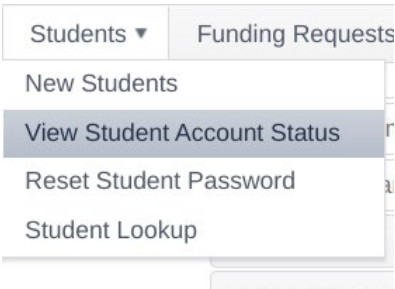 Students ▼ Funding Requests
New Students
View Student Account Status
Reset Student Password
Student Lookup